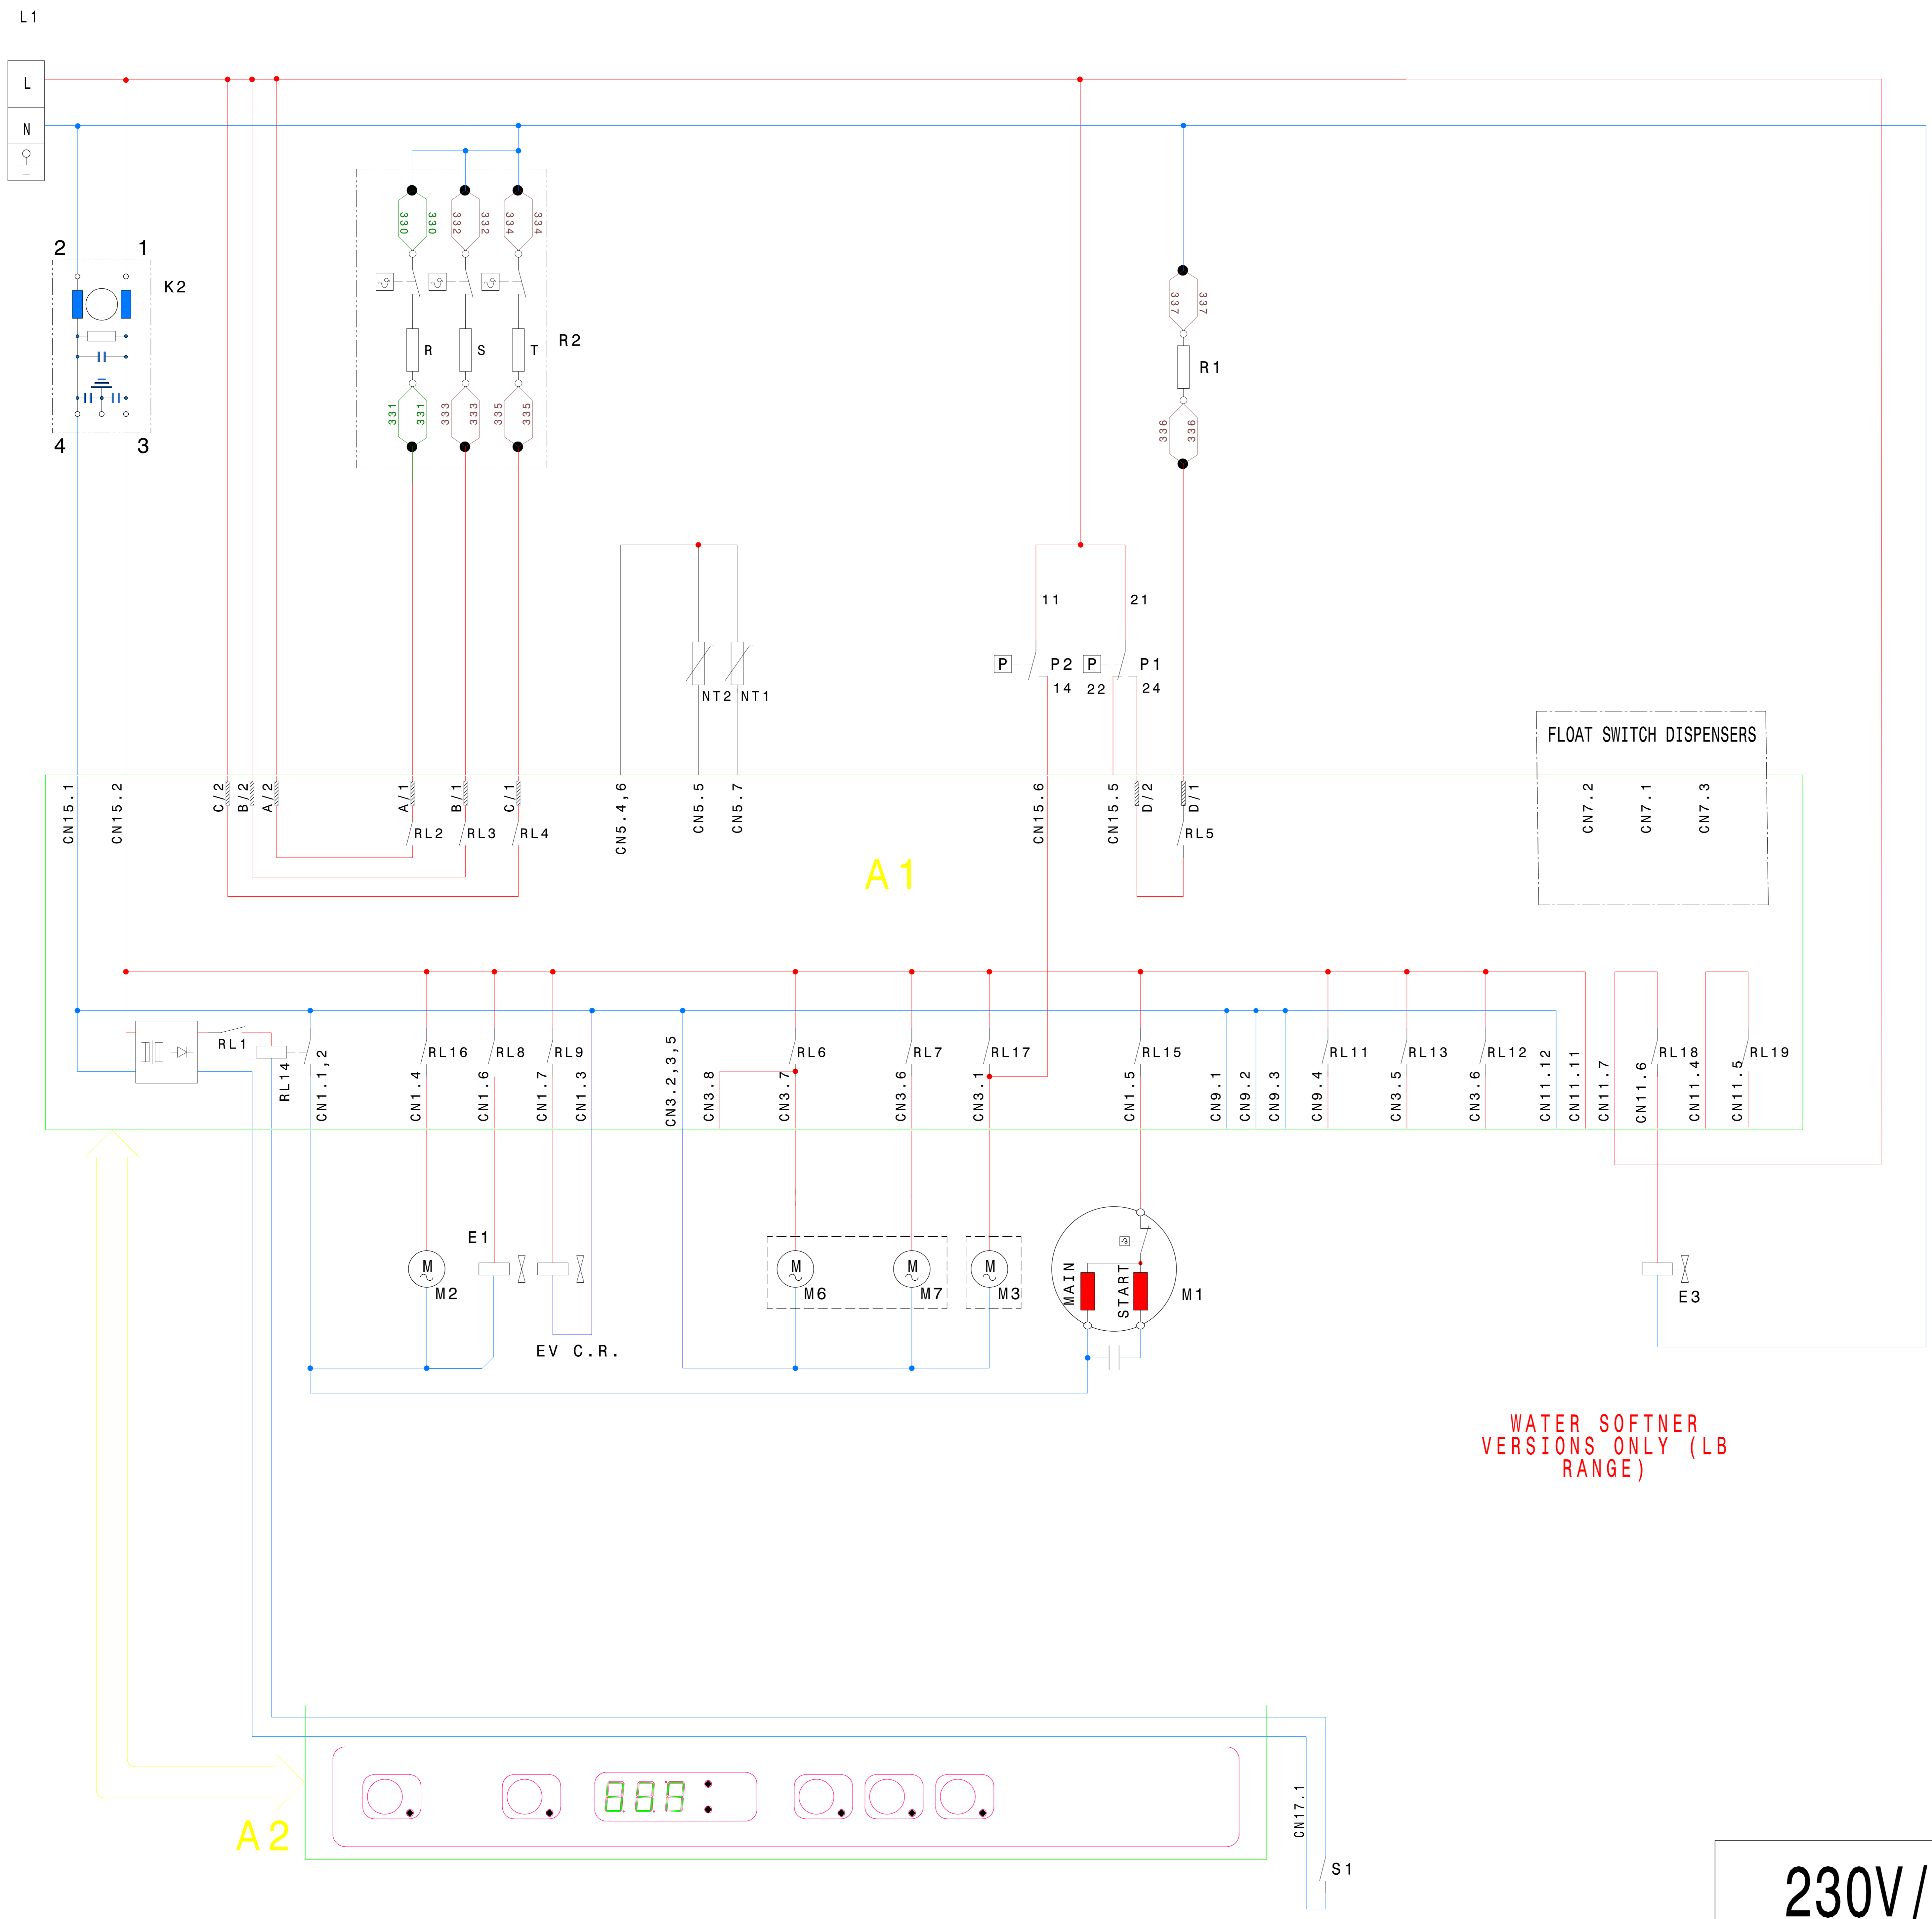 L1
L
N
2 1
K2
4 3
330 330 332 332 334 334
R S T
R2
331 331 333 333 335 335
337 337
R1
336 336
11 21
P P2 P P1
14 22 24
NT2 NT1
FLOAT SWITCH DISPENSERS
CN7.2 CN7.1 CN7.3
CN15.1 CN15.2 C/2 B/2 A/2 A/1 B/1 C/1 CN5.4,6 CN5.5 CN5.7 CN15.6 CN15.5 D/2 D/1
RL2 RL3 RL4 RL5
A1
RL1 RL14 CN1.1,2 RL16 RL8 RL9 RL6 RL7 RL17 RL15 RL11 RL13 RL12 RL18 RL19
CN1.4 CN1.6 CN1.7 CN1.3 CN3.2,3,5 CN3.8 CN3.7 CN3.6 CN3.1 CN1.5 CN9.1 CN9.2 CN9.3 CN9.4 CN3.5 CN3.6 CN11.12 CN11.11 CN11.7 CN11.6 CN11.4 CN11.5
E1
M M M M
M2 M6 M7 M3
MAIN START M1
E3
EV C.R.
WATER SOFTNER
VERSIONS ONLY (LB
RANGE)
A2
CN17.1
S1
230V/